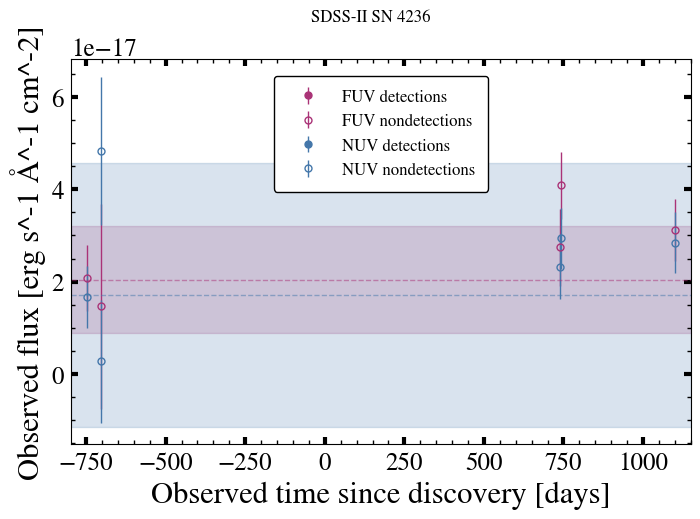 SDSS-II SN 4236
1e−17
FUV detections
FUV nondetections
NUV detections
NUV nondetections
Observed flux [erg s^-1 Å^-1 cm^-2]
6
4
2
0
−750 −500 −250 0 250 500 750 1000
Observed time since discovery [days]